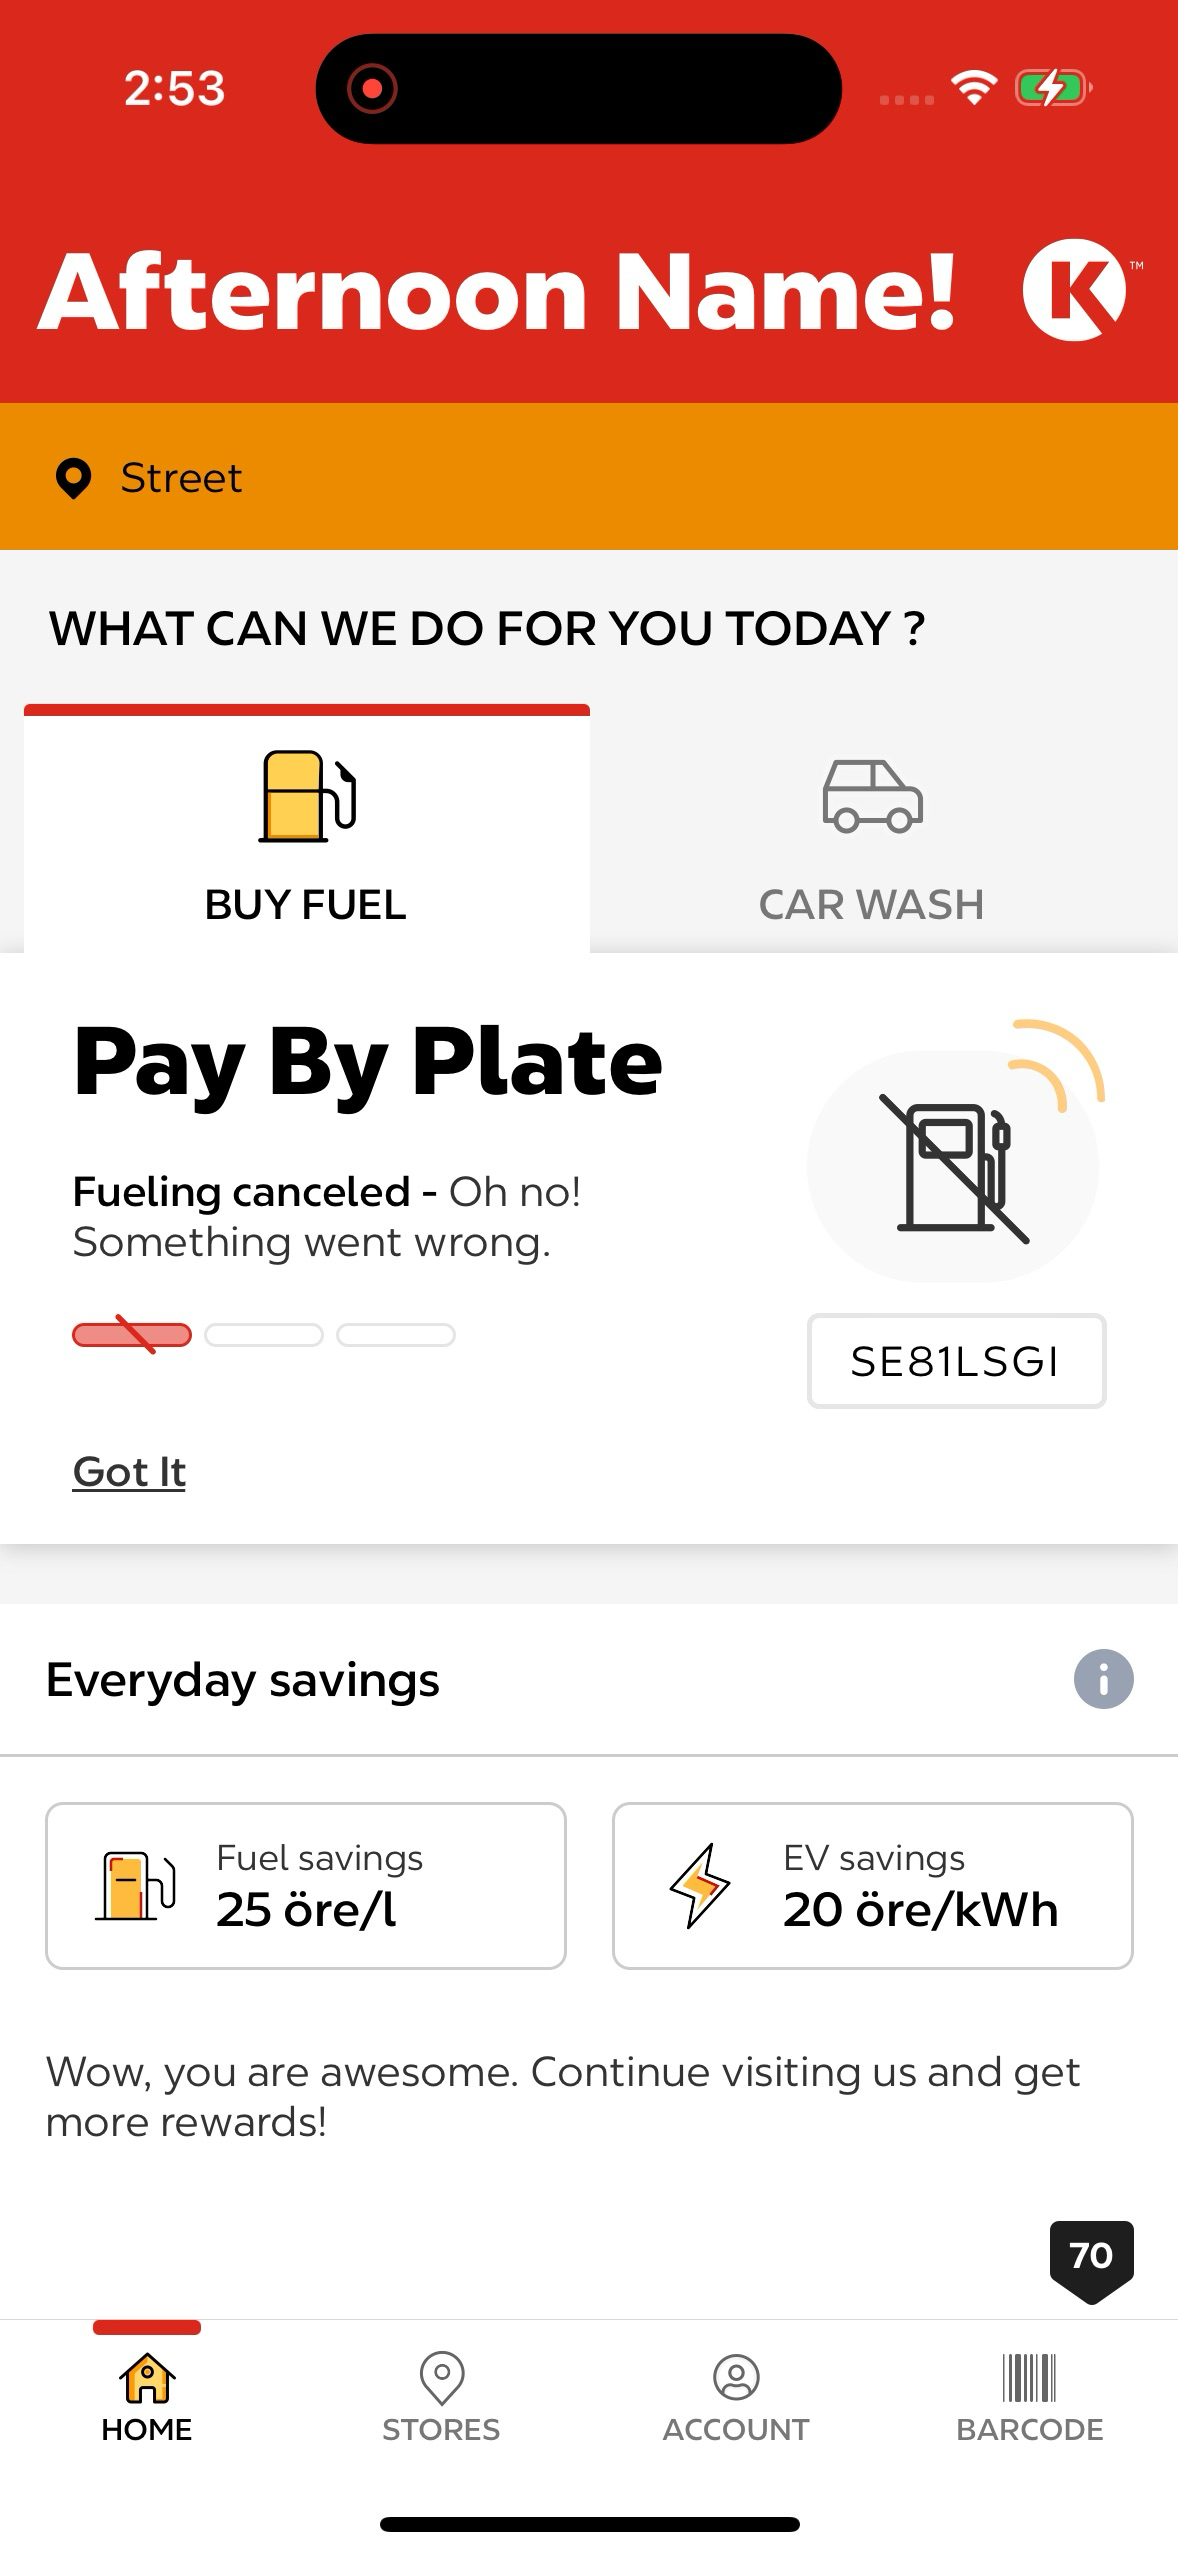 2:53
Afternoon Name!
K™
Street
WHAT CAN WE DO FOR YOU TODAY ?
BUY FUEL
CAR WASH
Pay By Plate
Fueling canceled - Oh no!
Something went wrong.
SE81LSGI
Got It
Everyday savings
Fuel savings
25 öre/l
EV savings
20 öre/kWh
Wow, you are awesome. Continue visiting us and get
more rewards!
70
HOME
STORES
ACCOUNT
BARCODE